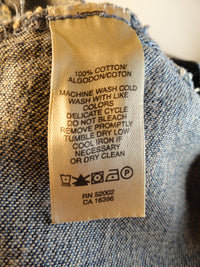 100% COTTON/
ALGODON/COTON
MACHINE WASH COLD
WASH WITH LIKE
COLORS
DELICATE CYCLE
DO NOT BLEACH
REMOVE PROMPTLY
TUMBLE DRY LOW
COOL IRON IF
NECESSARY
OR DRY CLEAN
RN 52002
CA 16396